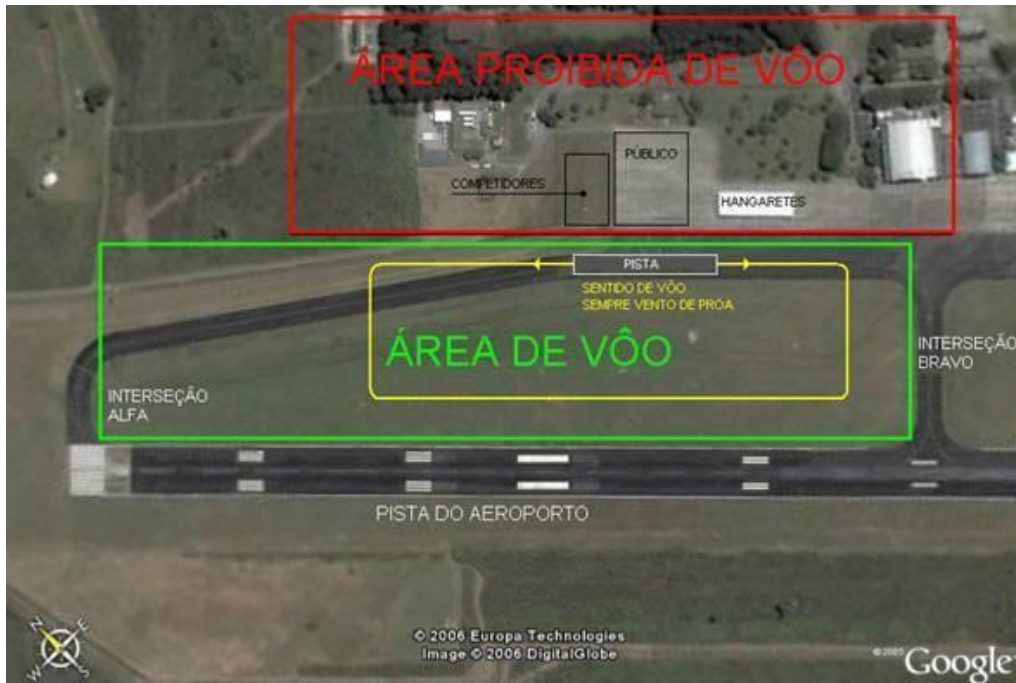 ÁREA PROIBIDA DE VÔO
PÚBLICO
COMPETIDORES
HANGARETES
PISTA
SENTIDO DE VÔO
SEMPRE VENTO DE PROA
ÁREA DE VÔO
INTERSEÇÃO
BRAVO
INTERSEÇÃO
ALFA
PISTA DO AEROPORTO
N
E
W
S
© 2006 Europa Technologies
Image © 2006 DigitalGlobe
©2005 Google